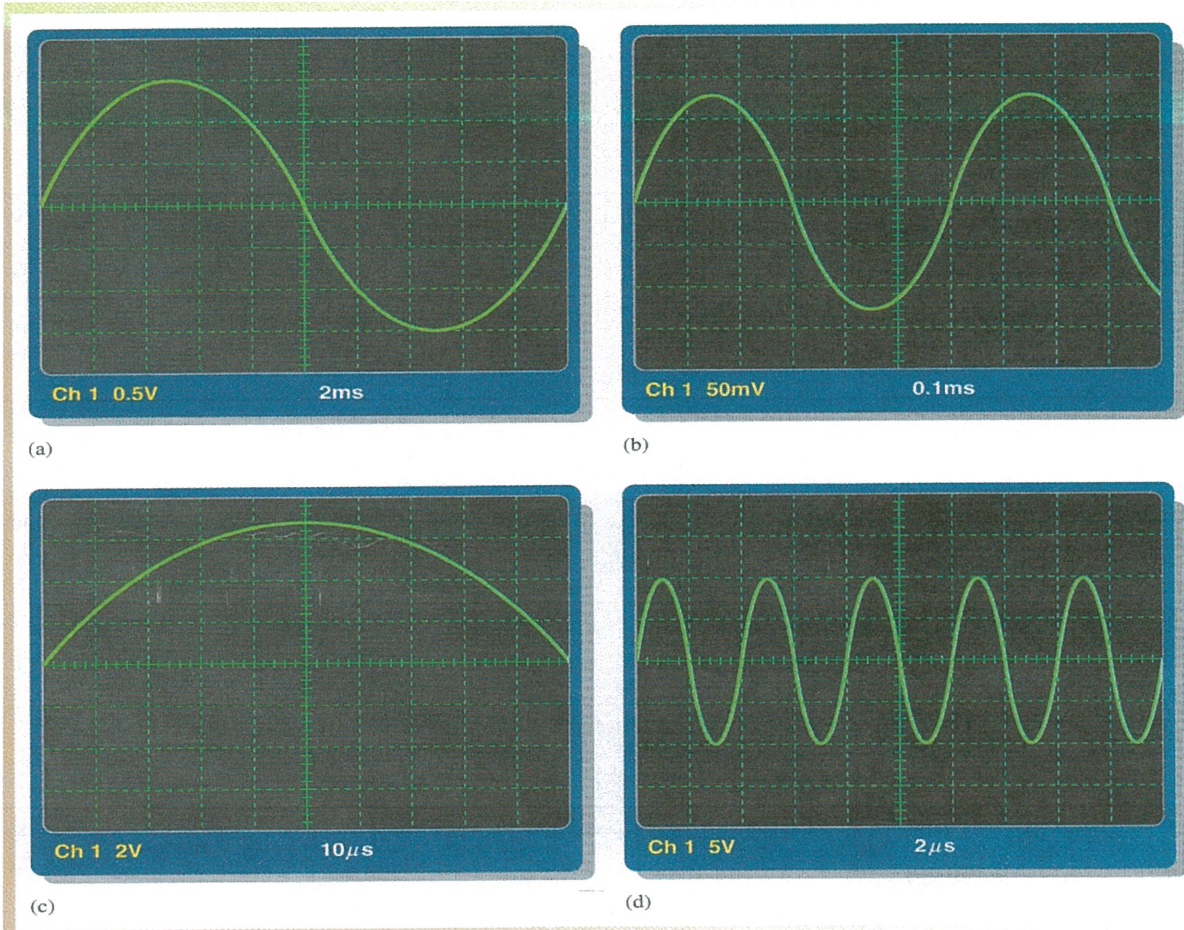 Ch 1 0.5V 2ms
Ch 1 50mV 0.1ms
(a)
(b)
Ch 1 2V 10μs
Ch 1 5V 2μs
(c)
(d)